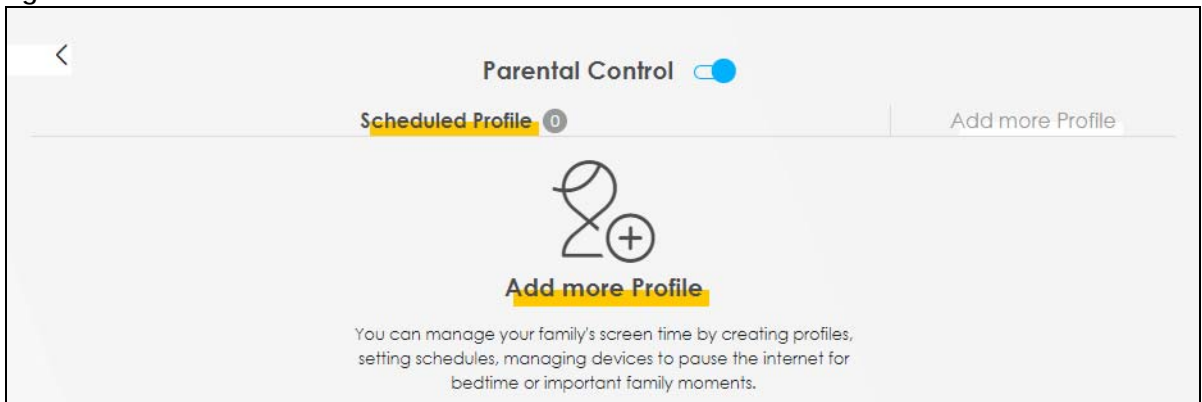 Parental Control
Scheduled Profile 0
Add more Profile
Add more Profile
You can manage your family's screen time by creating profiles,
setting schedules, managing devices to pause the internet for
bedtime or important family moments.